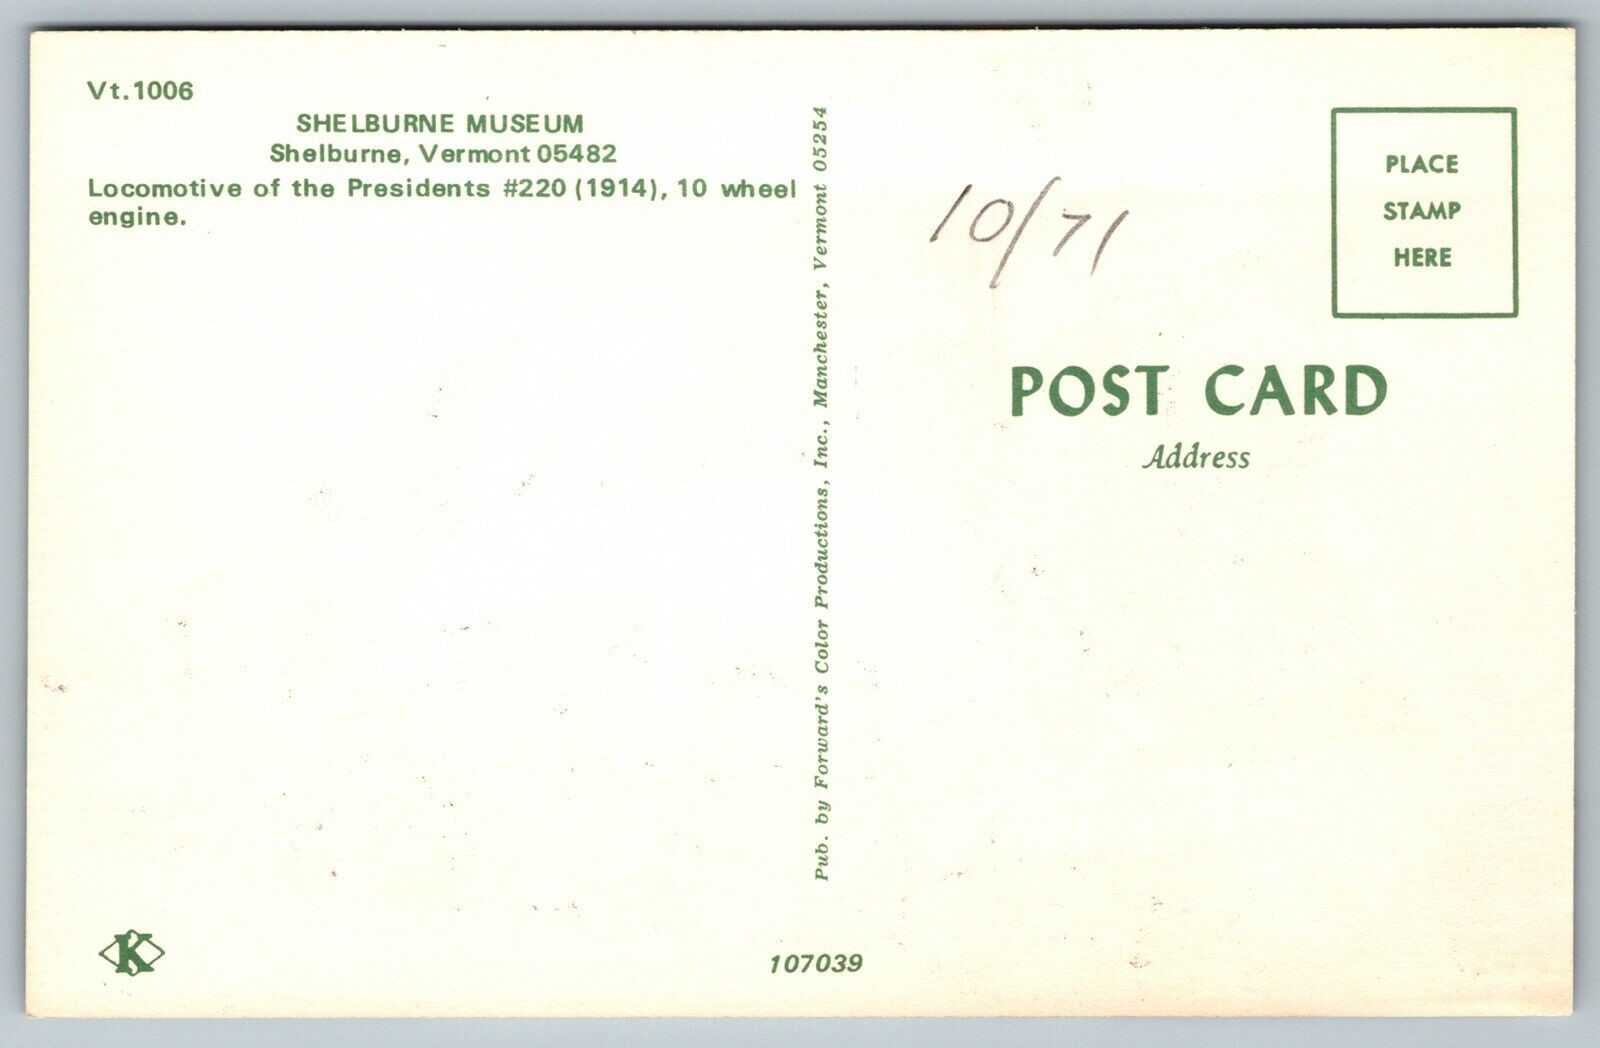 Vt.1006
SHELBURNE MUSEUM
Shelburne, Vermont 05482
Locomotive of the Presidents #220 (1914), 10 wheel
engine.
Pub. by Forward's Color Productions, Inc., Manchester, Vermont 05254
10/71
PLACE
STAMP
HERE
POST CARD
Address
K
107039